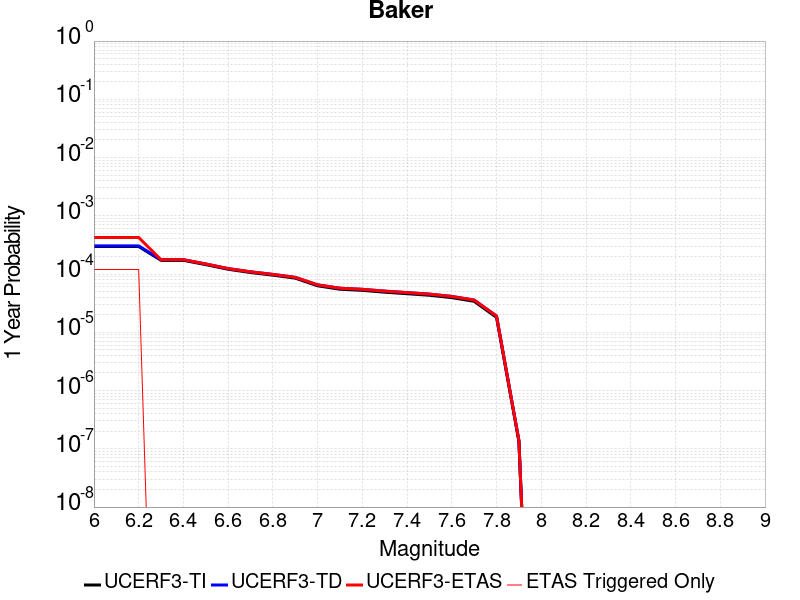 Baker
10^0
10^-1
10^-2
10^-3
10^-4
10^-5
10^-6
10^-7
10^-8
1 Year Probability
6 6.2 6.4 6.6 6.8 7 7.2 7.4 7.6 7.8 8 8.2 8.4 8.6 8.8 9
Magnitude
UCERF3-TI UCERF3-TD UCERF3-ETAS ETAS Triggered Only